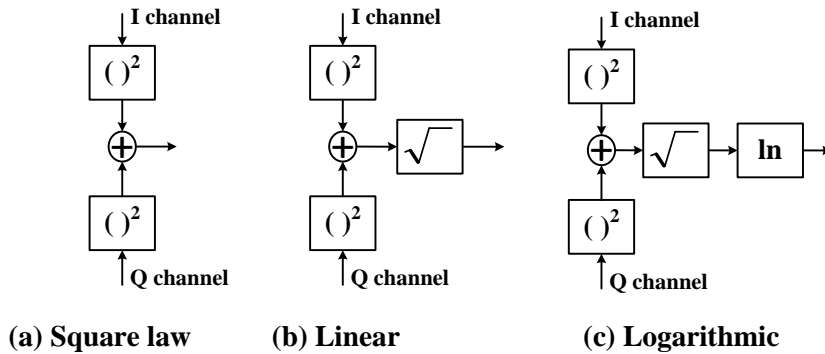 I channel
I channel
I channel
( )²
( )²
( )²
+
√
+
√
ln
+
( )²
( )²
( )²
Q channel
Q channel
Q channel
(a) Square law
(b) Linear
(c) Logarithmic